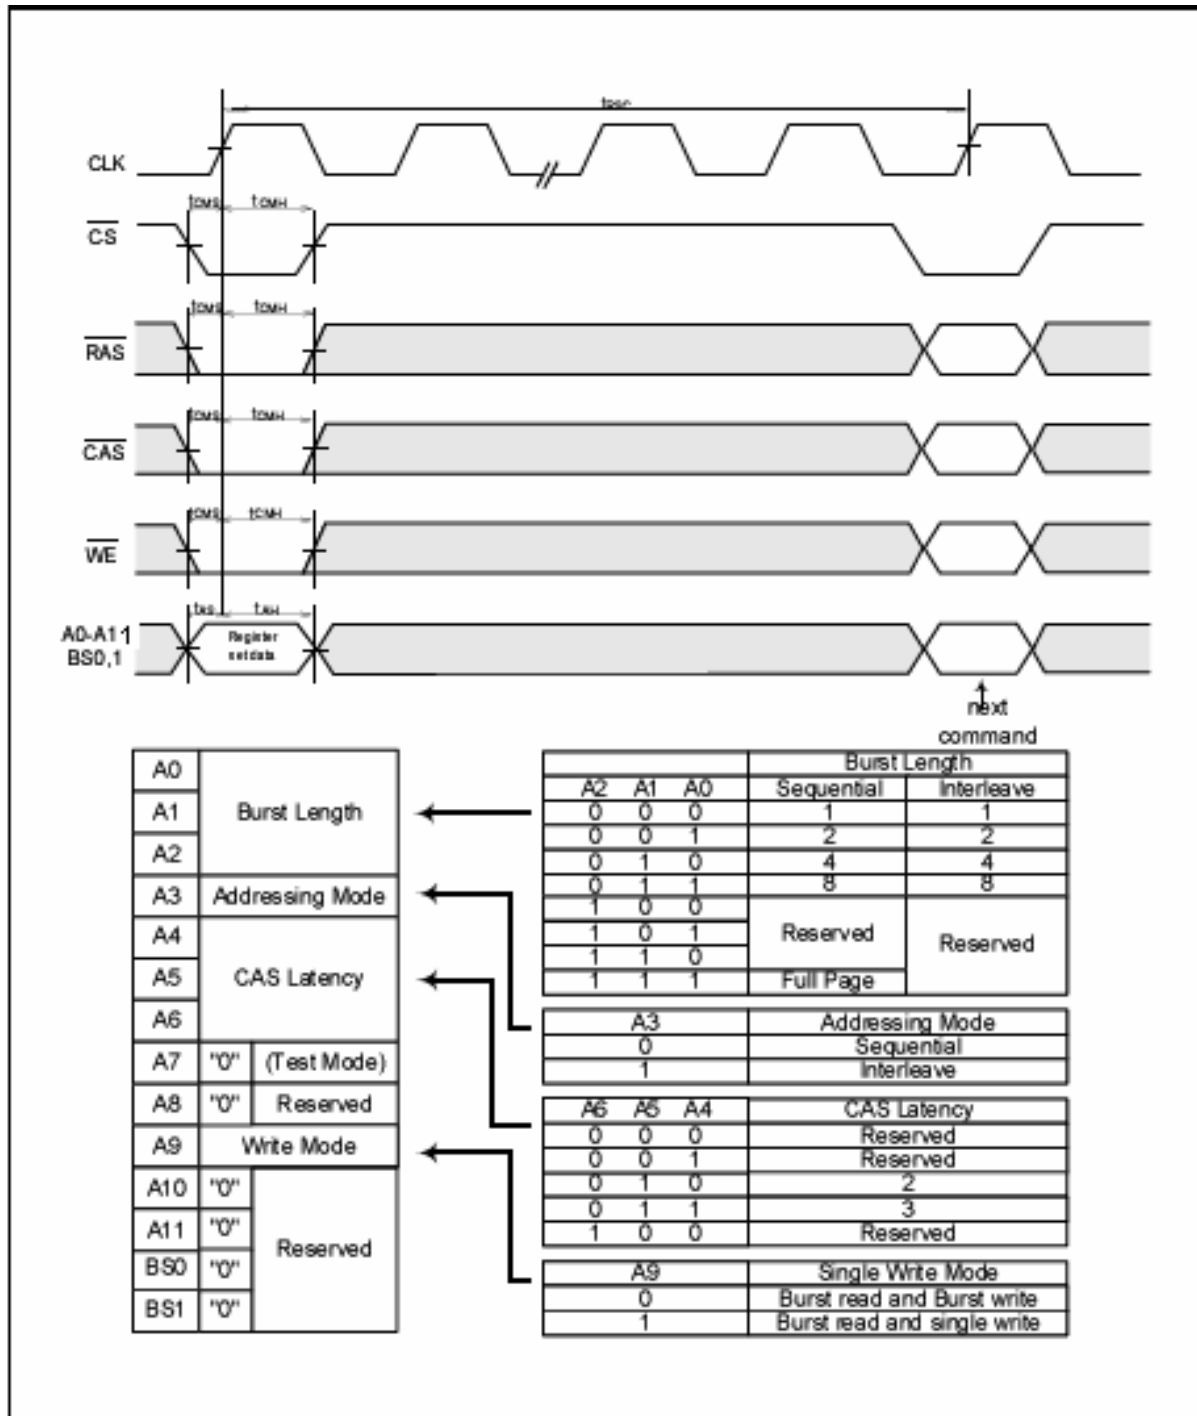 tRSC
CLK
tCMS tCMH
CS
tCMS tCMH
RAS
tCMS tCMH
CAS
tCMS tCMH
WE
tAS tAH
A0-A11
BS0,1
Register
set data
next
command
A0
A1 Burst Length
A2
A3 Addressing Mode
A4
A5 CAS Latency
A6
A7 "0" (Test Mode)
A8 "0" Reserved
A9 Write Mode
A10 "0"
A11 "0"
Reserved
BS0 "0"
BS1 "0"
Burst Length
A2 A1 A0 Sequential Interleave
0 0 0 1 1
0 0 1 2 2
0 1 0 4 4
0 1 1 8 8
1 0 0
1 0 1 Reserved Reserved
1 1 0
1 1 1 Full Page
A3 Addressing Mode
0 Sequential
1 Interleave
A6 A5 A4 CAS Latency
0 0 0 Reserved
0 0 1 Reserved
0 1 0 2
0 1 1 3
1 0 0 Reserved
A9 Single Write Mode
0 Burst read and Burst write
1 Burst read and single write